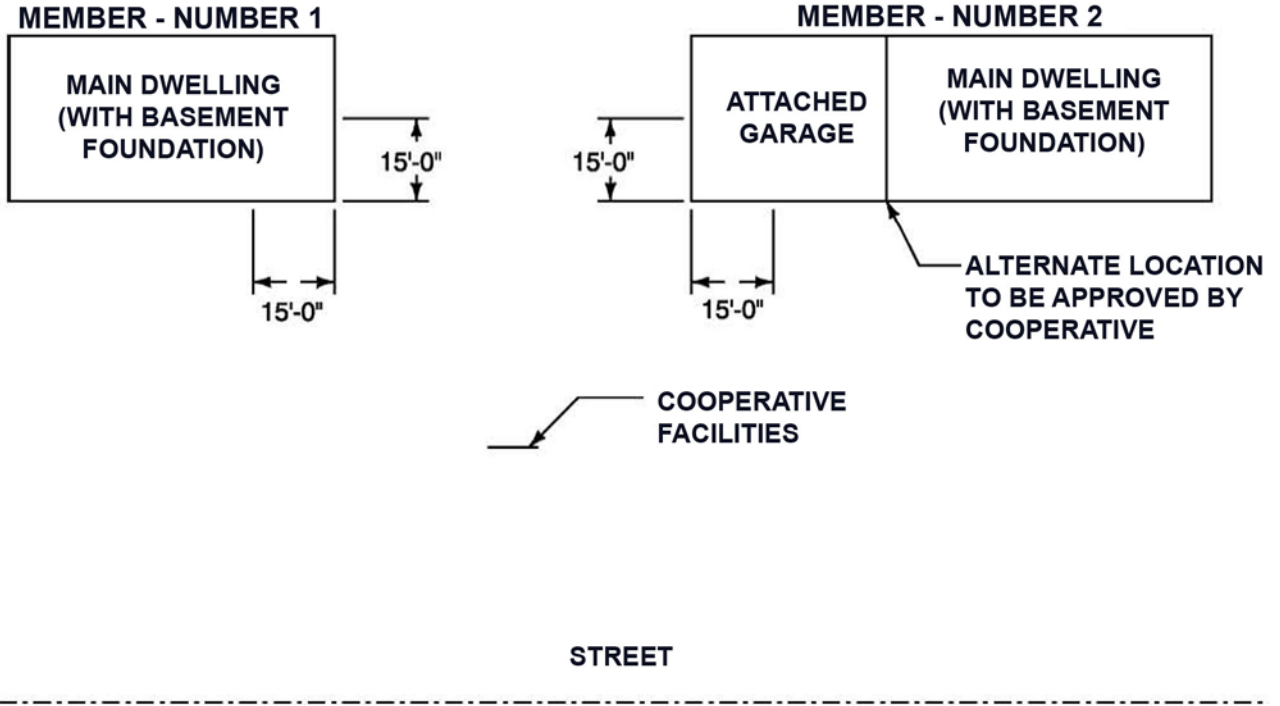 MEMBER - NUMBER 1
MAIN DWELLING
(WITH BASEMENT
FOUNDATION)
15'-0"
15'-0"
MEMBER - NUMBER 2
ATTACHED
GARAGE
MAIN DWELLING
(WITH BASEMENT
FOUNDATION)
15'-0"
15'-0"
ALTERNATE LOCATION
TO BE APPROVED BY
COOPERATIVE
COOPERATIVE
FACILITIES
STREET